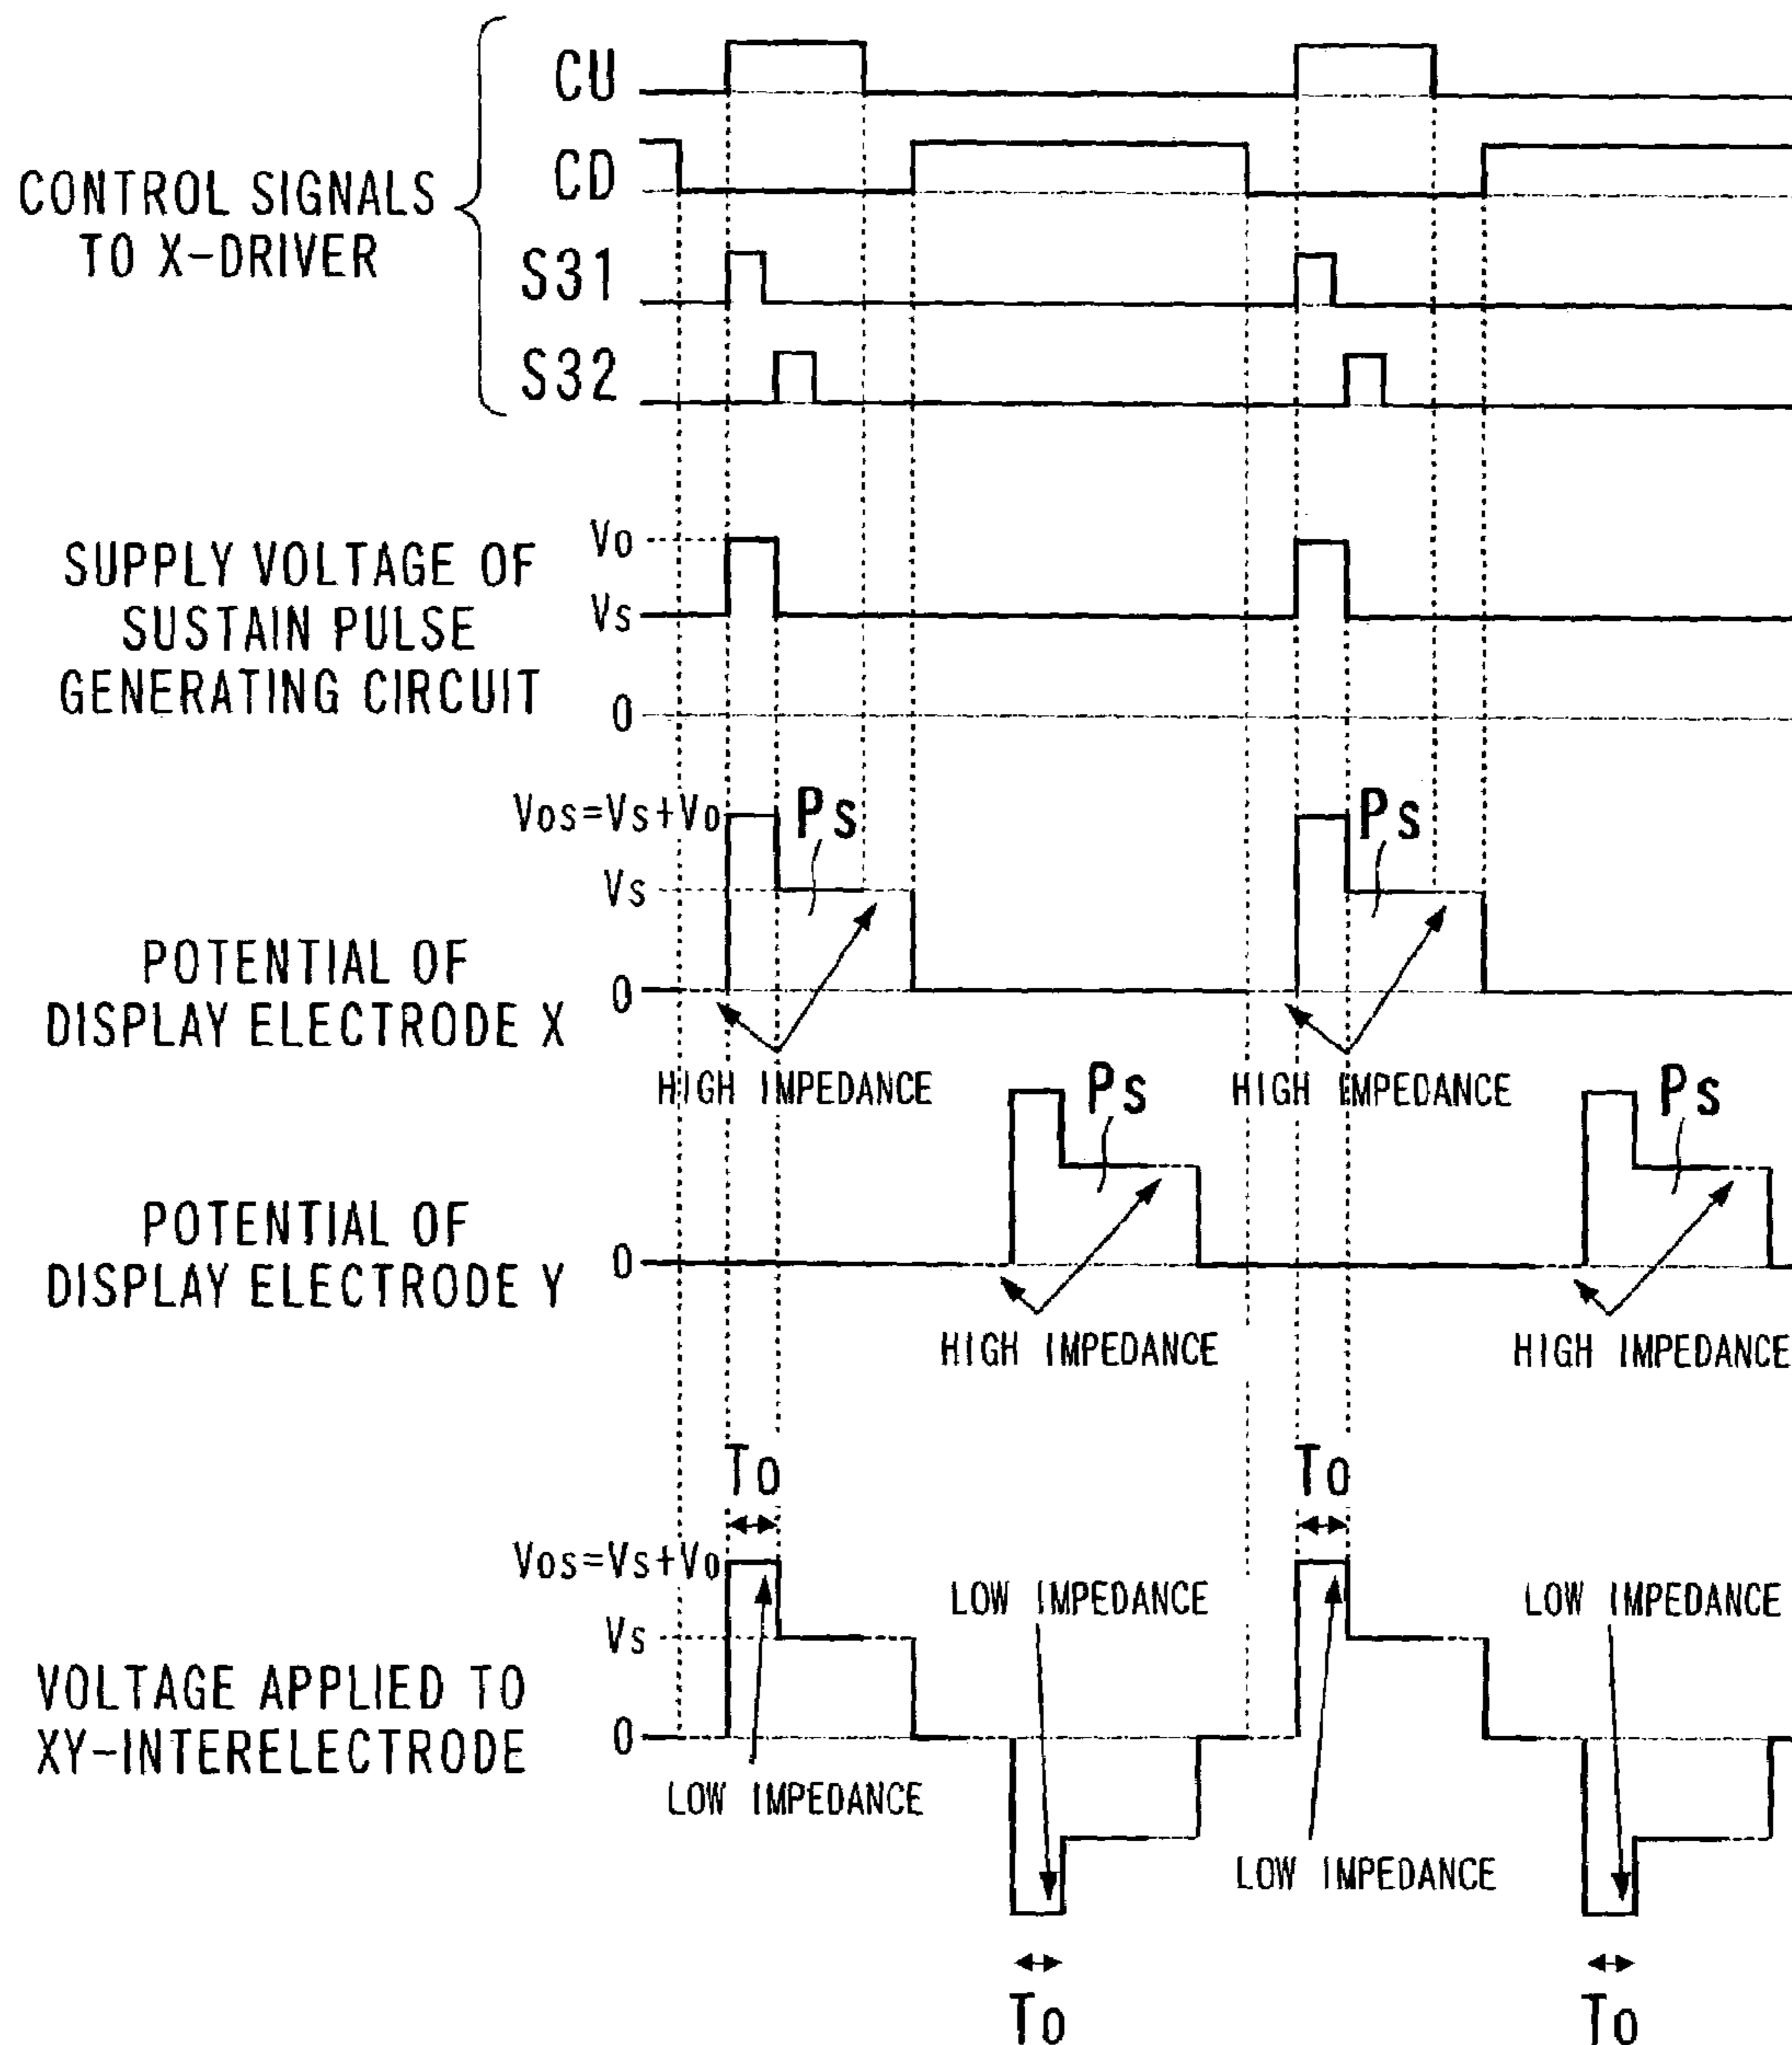 CONTROL SIGNALS
TO X-DRIVER
CU
CD
S31
S32
SUPPLY VOLTAGE OF
SUSTAIN PULSE
GENERATING CIRCUIT
Vo
Vs
0
POTENTIAL OF
DISPLAY ELECTRODE X
Vos=Vs+Vo
Vs
0
Ps
Ps
HIGH IMPEDANCE
HIGH IMPEDANCE
POTENTIAL OF
DISPLAY ELECTRODE Y
0
Ps
Ps
HIGH IMPEDANCE
HIGH IMPEDANCE
To
To
VOLTAGE APPLIED TO
XY-INTERELECTRODE
Vos=Vs+Vo
Vs
0
LOW IMPEDANCE
LOW IMPEDANCE
LOW IMPEDANCE
LOW IMPEDANCE
To
To